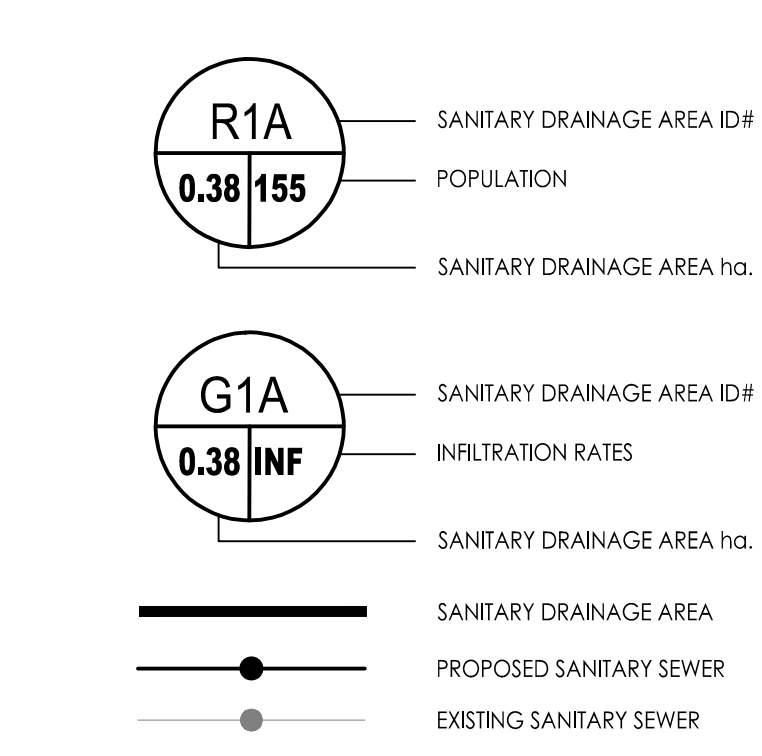 R1A
SANITARY DRAINAGE AREA ID#
0.38 155
POPULATION
SANITARY DRAINAGE AREA ha.
G1A
SANITARY DRAINAGE AREA ID#
0.38 INF
INFILTRATION RATES
SANITARY DRAINAGE AREA ha.
SANITARY DRAINAGE AREA
PROPOSED SANITARY SEWER
EXISTING SANITARY SEWER